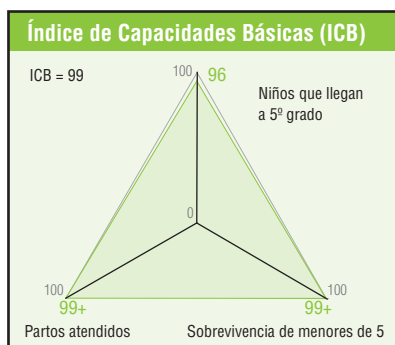 Índice de Capacidades Básicas (ICB)
ICB = 99
100
96
Niños que llegan
a 5º grado
0
100
100
99+
99+
Partos atendidos
Sobrevivencia de menores de 5